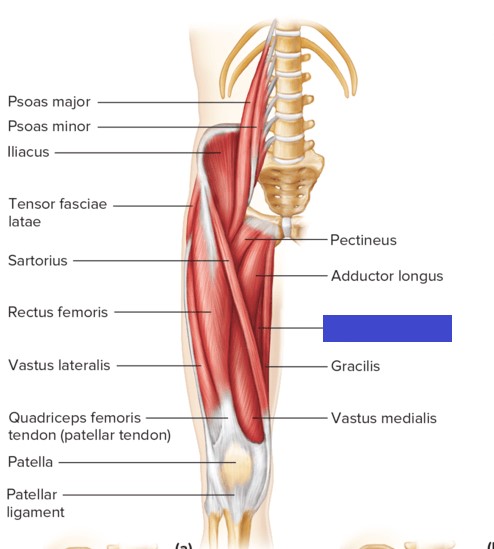 Psoas major
Psoas minor
Iliacus
Tensor fasciae
latae
Sartorius
Rectus femoris
Vastus lateralis
Quadriceps femoris
tendon (patellar tendon)
Patella
Patellar
ligament
Pectineus
Adductor longus
Gracilis
Vastus medialis
(a)